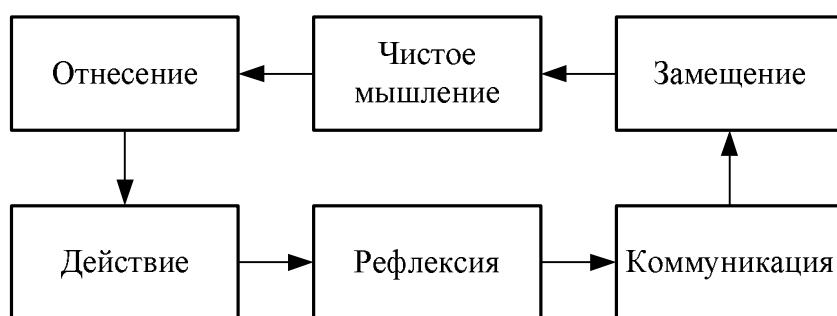 Отнесение
Чистое
мышление
Замещение
Действие
Рефлексия
Коммуникация